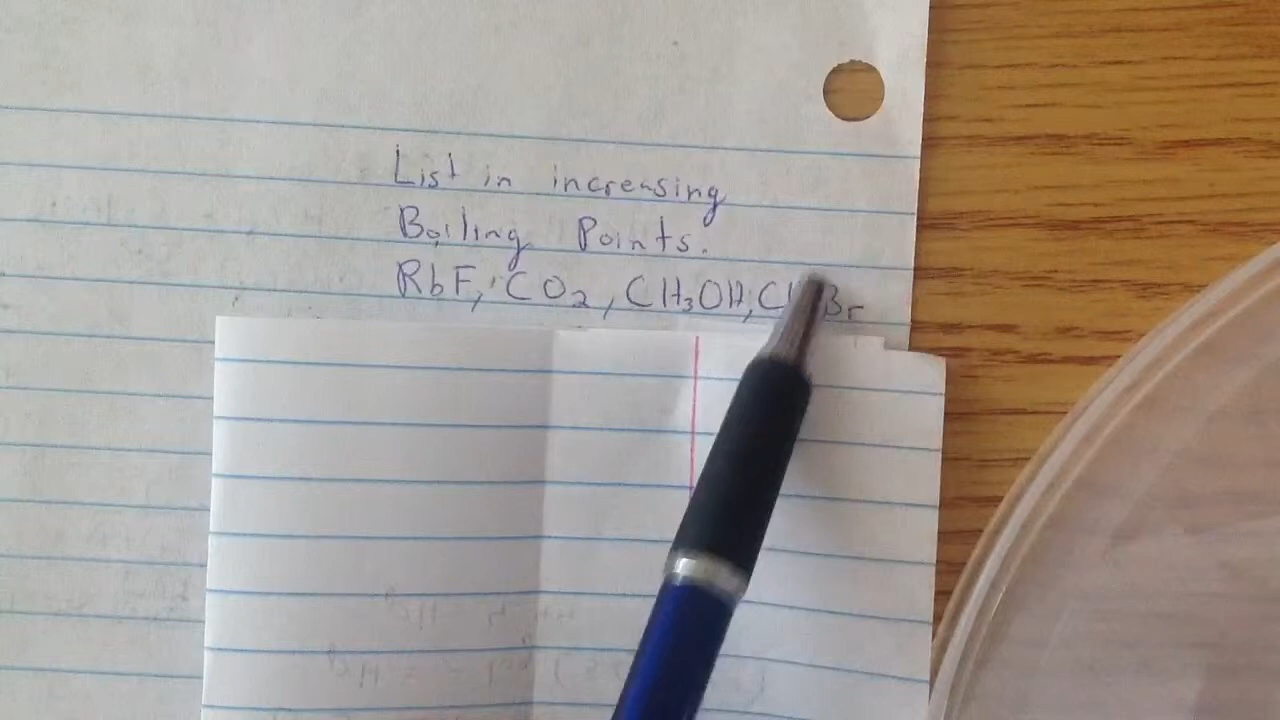 List in increasing
Boiling Points.
RbF, CO₂, CH₃OH,